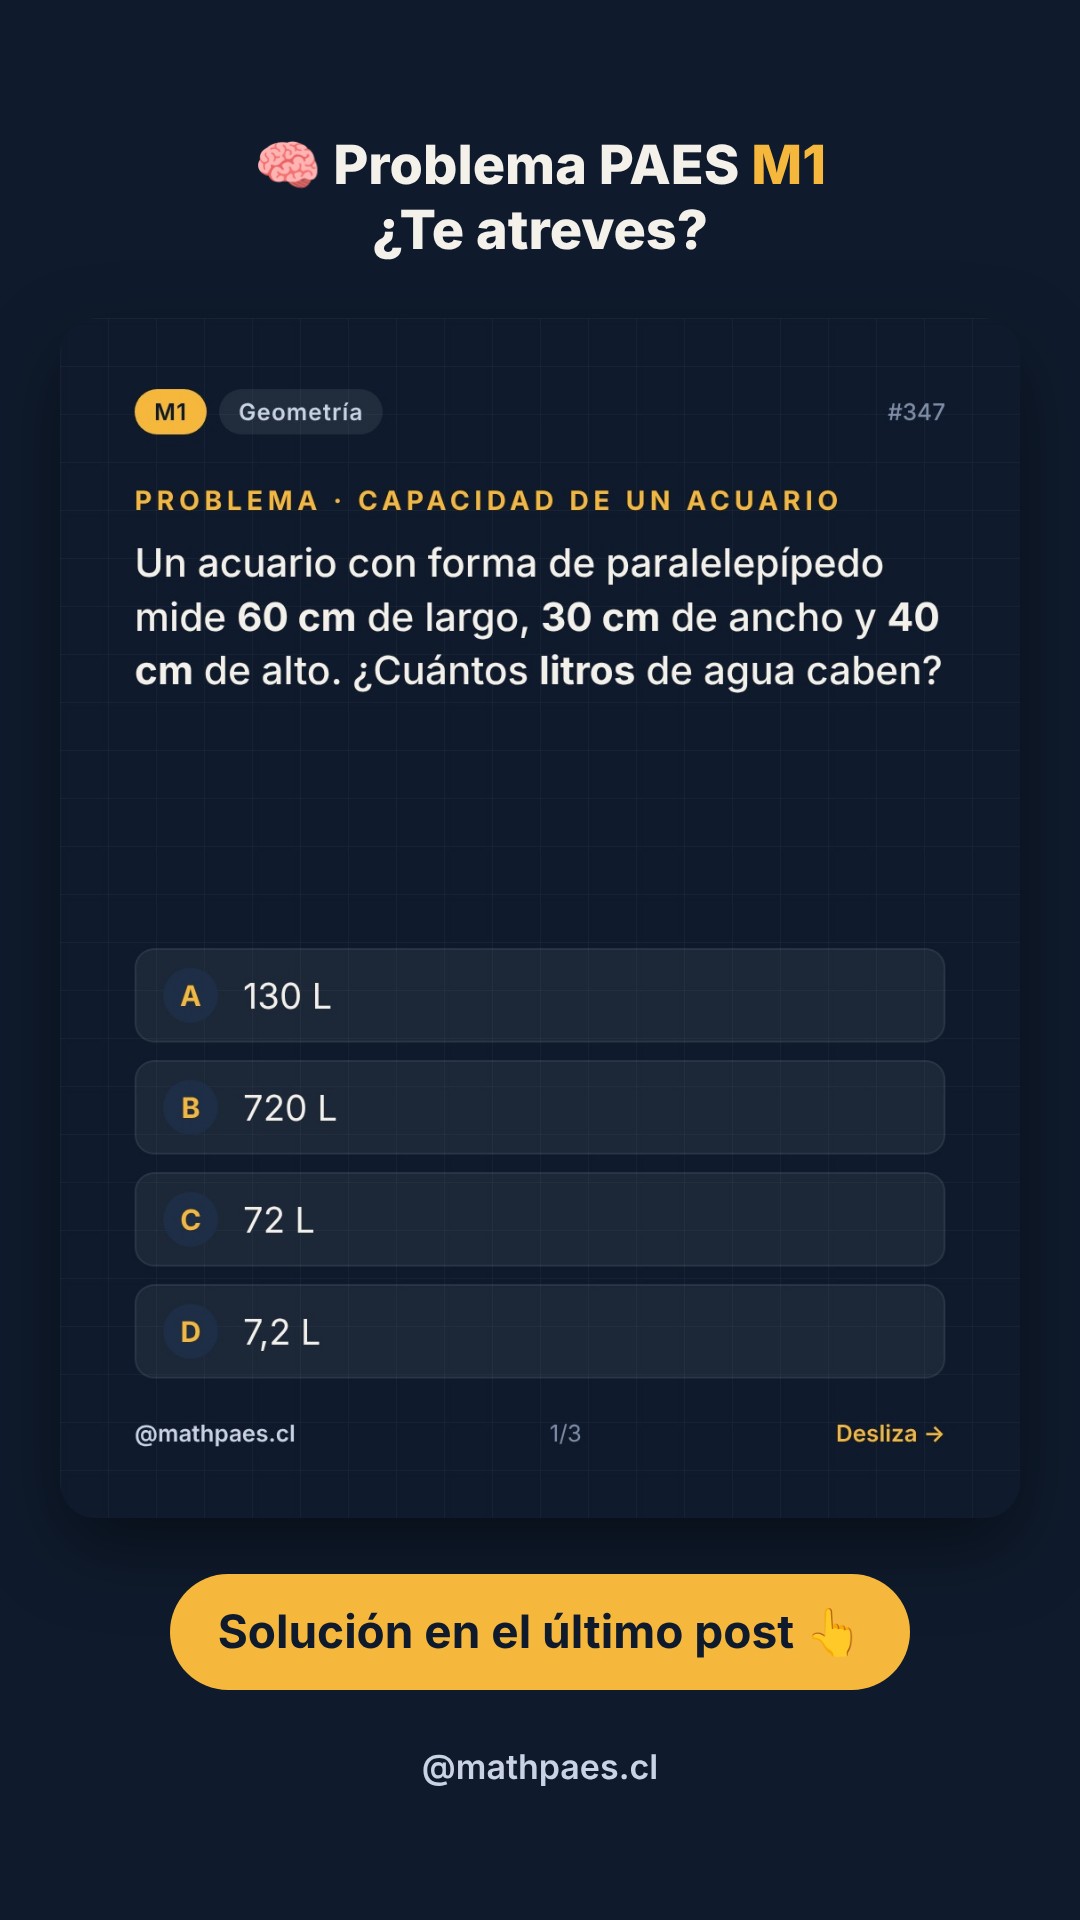 🧠 Problema PAES M1
¿Te atreves?
M1 Geometría #347
PROBLEMA · CAPACIDAD DE UN ACUARIO
Un acuario con forma de paralelepípedo
mide 60 cm de largo, 30 cm de ancho y 40
cm de alto. ¿Cuántos litros de agua caben?
A 130 L
B 720 L
C 72 L
D 7,2 L
@mathpaes.cl 1/3 Desliza →
Solución en el último post 👆
@mathpaes.cl